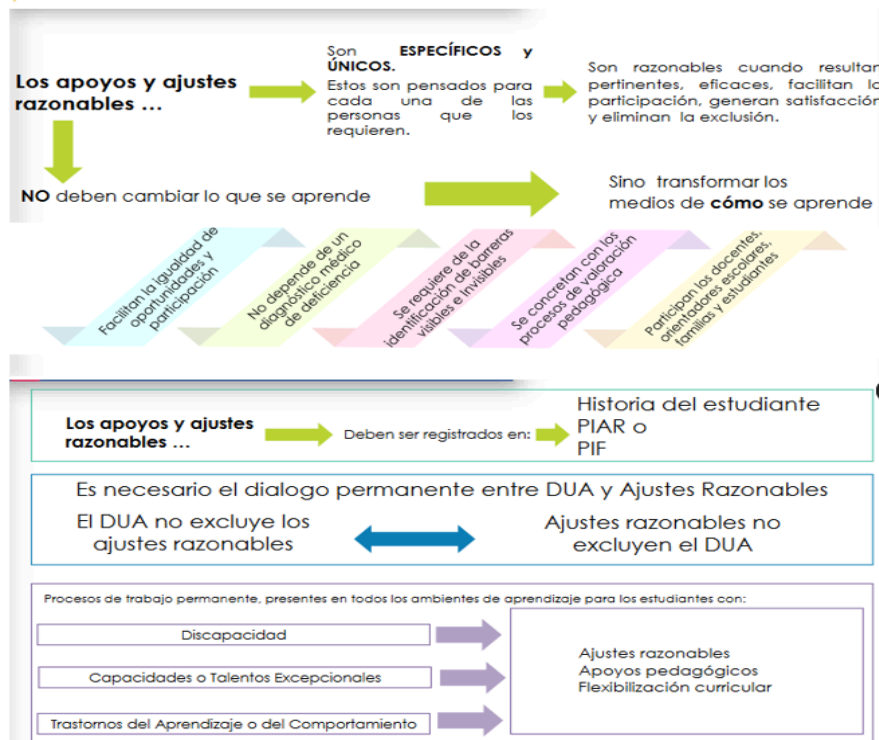 Los apoyos y ajustes
razonables ...
Son ESPECÍFICOS y
ÚNICOS.
Estos son pensados para
cada una de las
personas que los
requieren.
Son razonables cuando resultan
pertinentes, eficaces, facilitan la
participación, generan satisfacción
y eliminan la exclusión.
NO deben cambiar lo que se aprende
Sino transformar los
medios de cómo se aprende
Facilitan la igualdad de
oportunidades y
participación
No depende de un
diagnóstico médico
de deficiencia
Se requiere de la
identificación de barreras
visibles e invisibles
Se concretan con los
procesos de valoración
pedagógica
Participan los docentes,
orientadores escolares,
familias y estudiantes
Los apoyos y ajustes
razonables ...
Deben ser registrados en:
Historia del estudiante
PIAR o
PIF
Es necesario el dialogo permanente entre DUA y Ajustes Razonables
El DUA no excluye los
ajustes razonables
Ajustes razonables no
excluyen el DUA
Procesos de trabajo permanente, presentes en todos los ambientes de aprendizaje para los estudiantes con:
Discapacidad
Capacidades o Talentos Excepcionales
Trastornos del Aprendizaje o del Comportamiento
Ajustes razonables
Apoyos pedagógicos
Flexibilización curricular